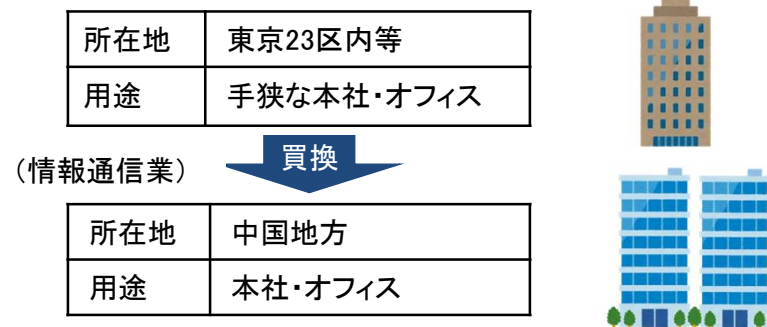 所在地 東京23区内等
用途 手狭な本社・オフィス
(情報通信業) 買換
所在地 中国地方
用途 本社・オフィス